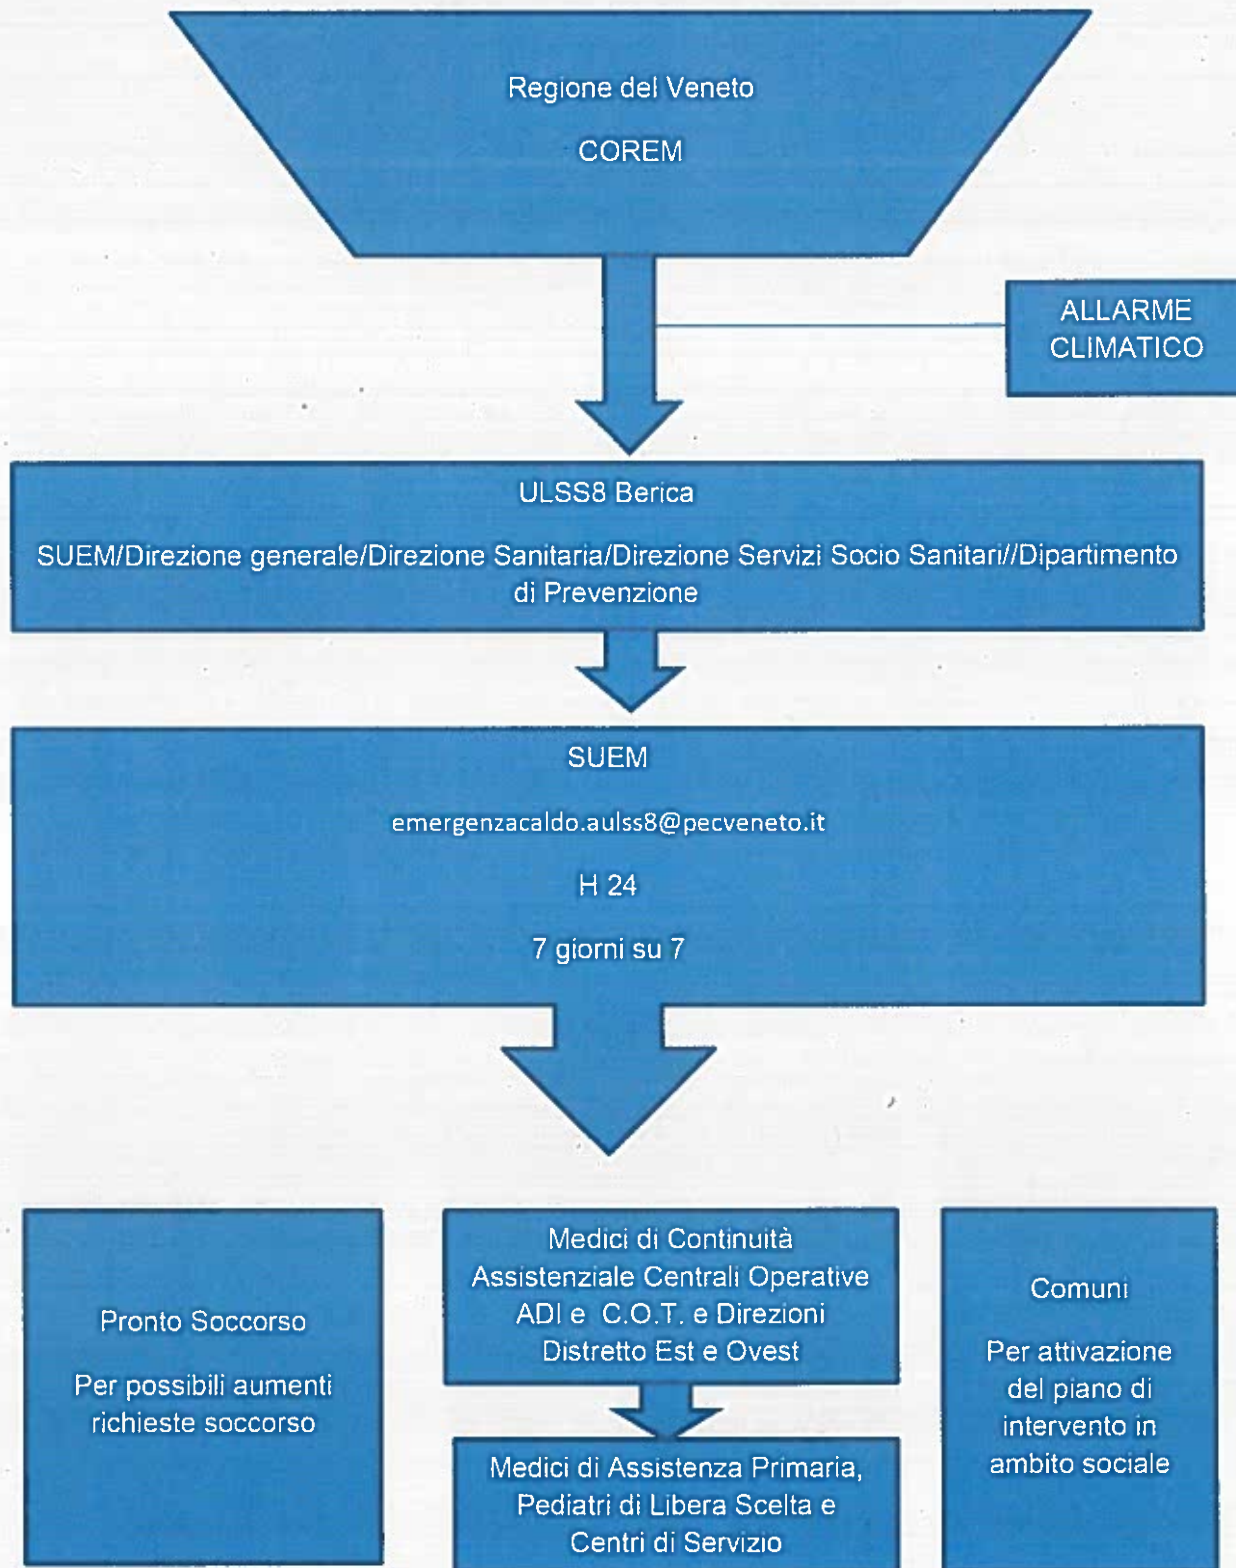 Regione del Veneto
COREM
ALLARME
CLIMATICO
ULSS8 Berica
SUEM/Direzione generale/Direzione Sanitaria/Direzione Servizi Socio Sanitari//Dipartimento
di Prevenzione
SUEM
emergenzacaldo.aulss8@pecveneto.it
H 24
7 giorni su 7
Pronto Soccorso
Per possibili aumenti
richieste soccorso
Medici di Continuità
Assistenziale Centrali Operative
ADI e C.O.T. e Direzioni
Distretto Est e Ovest
Medici di Assistenza Primaria,
Pediatri di Libera Scelta e
Centri di Servizio
Comuni
Per attivazione
del piano di
intervento in
ambito sociale